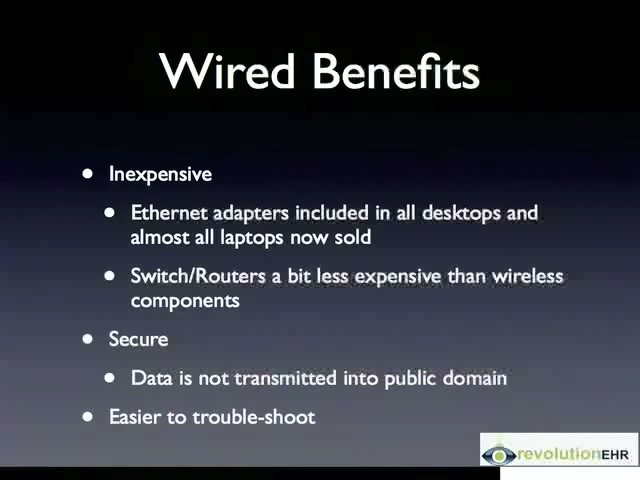 Wired Benefits
• Inexpensive
• Ethernet adapters included in all desktops and
almost all laptops now sold
• Switch/Routers a bit less expensive than wireless
components
• Secure
• Data is not transmitted into public domain
• Easier to trouble-shoot
revolutionEHR